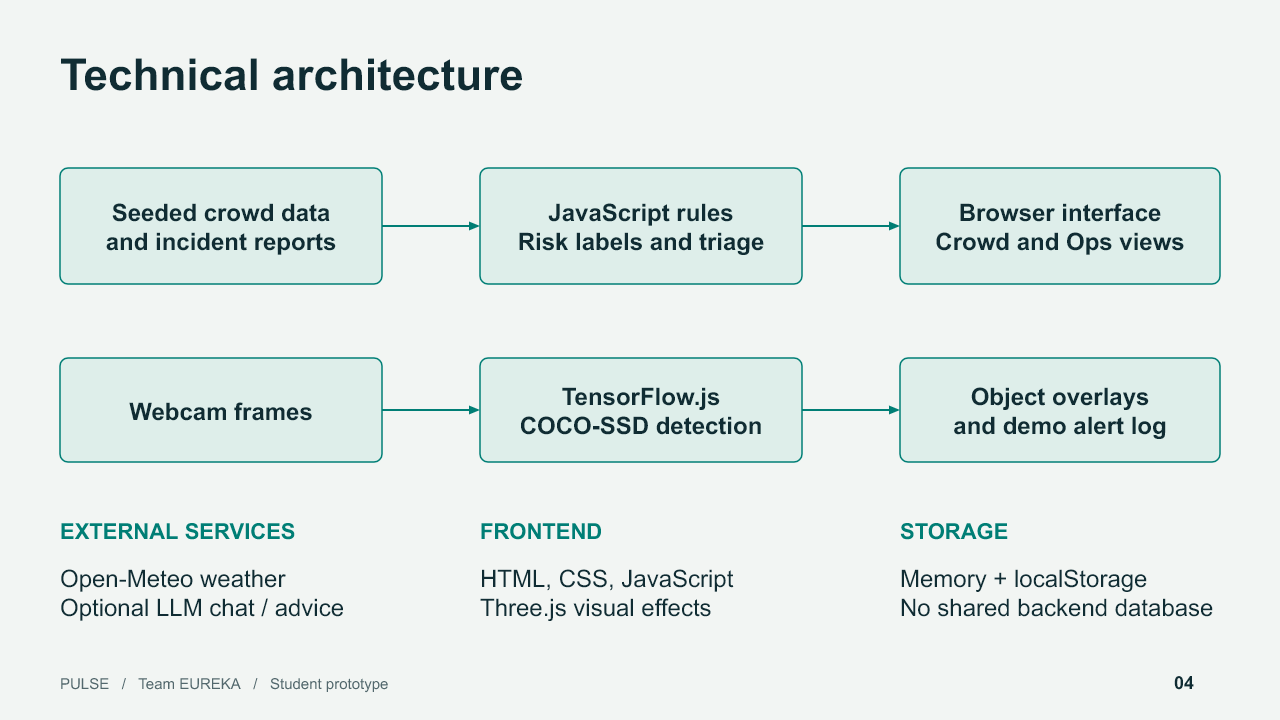 Technical architecture
Seeded crowd data
and incident reports
JavaScript rules
Risk labels and triage
Browser interface
Crowd and Ops views
Webcam frames
TensorFlow.js
COCO-SSD detection
Object overlays
and demo alert log
EXTERNAL SERVICES
Open-Meteo weather
Optional LLM chat / advice
FRONTEND
HTML, CSS, JavaScript
Three.js visual effects
STORAGE
Memory + localStorage
No shared backend database
PULSE / Team EUREKA / Student prototype
04